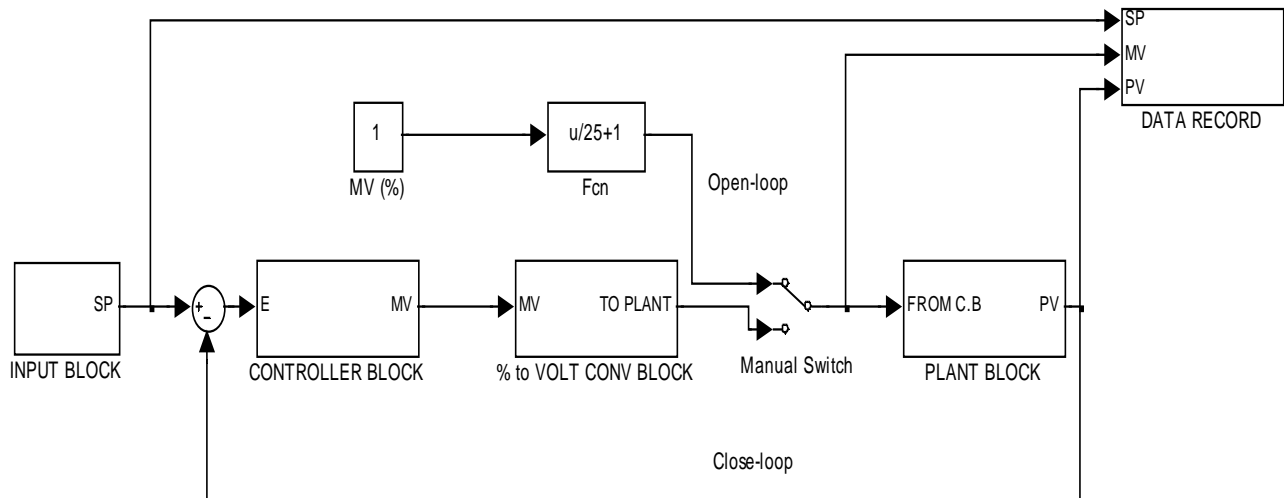 SP
MV
PV
DATA RECORD
1
MV (%)
u/25+1
Fcn
Open-loop
SP
INPUT BLOCK
+
−
E
MV
CONTROLLER BLOCK
MV
TO PLANT
% to VOLT CONV BLOCK
Manual Switch
FROM C.B
PV
PLANT BLOCK
Close-loop